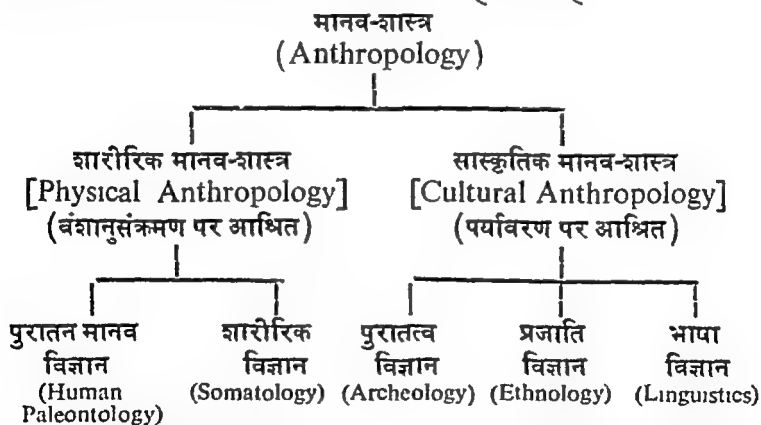 मानव-शास्त्र
(Anthropology)
शारीरिक मानव-शास्त्र
[Physical Anthropology]
(वंशानुसंक्रमण पर आश्रित)
सांस्कृतिक मानव-शास्त्र
[Cultural Anthropology]
(पर्यावरण पर आश्रित)
पुरातन मानव
विज्ञान
(Human
Paleontology)
शारीरिक
विज्ञान
(Somatology)
पुरातत्व
विज्ञान
(Archeology)
प्रजाति
विज्ञान
(Ethnology)
भाषा
विज्ञान
(Linguistics)